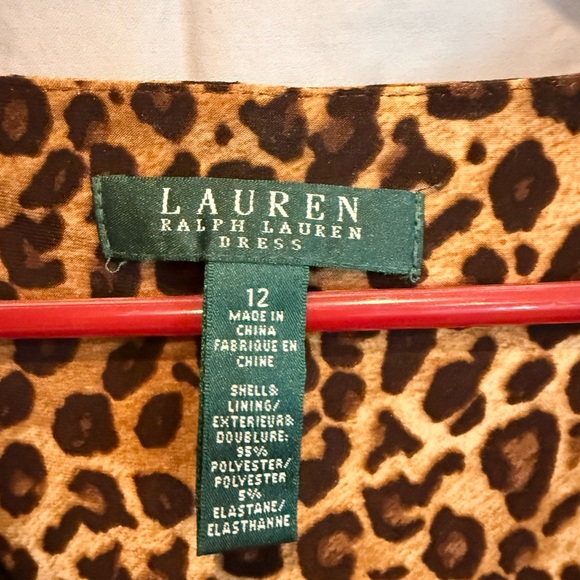 LAUREN
RALPH LAUREN
DRESS
12
MADE IN
CHINA
FABRIQUE EN
CHINE
SHELL&
LINING/
EXTERIEUR&
DOUBLURE:
95%
POLYESTER/
POLYESTER
5%
ELASTANE/
ELASTHANNE